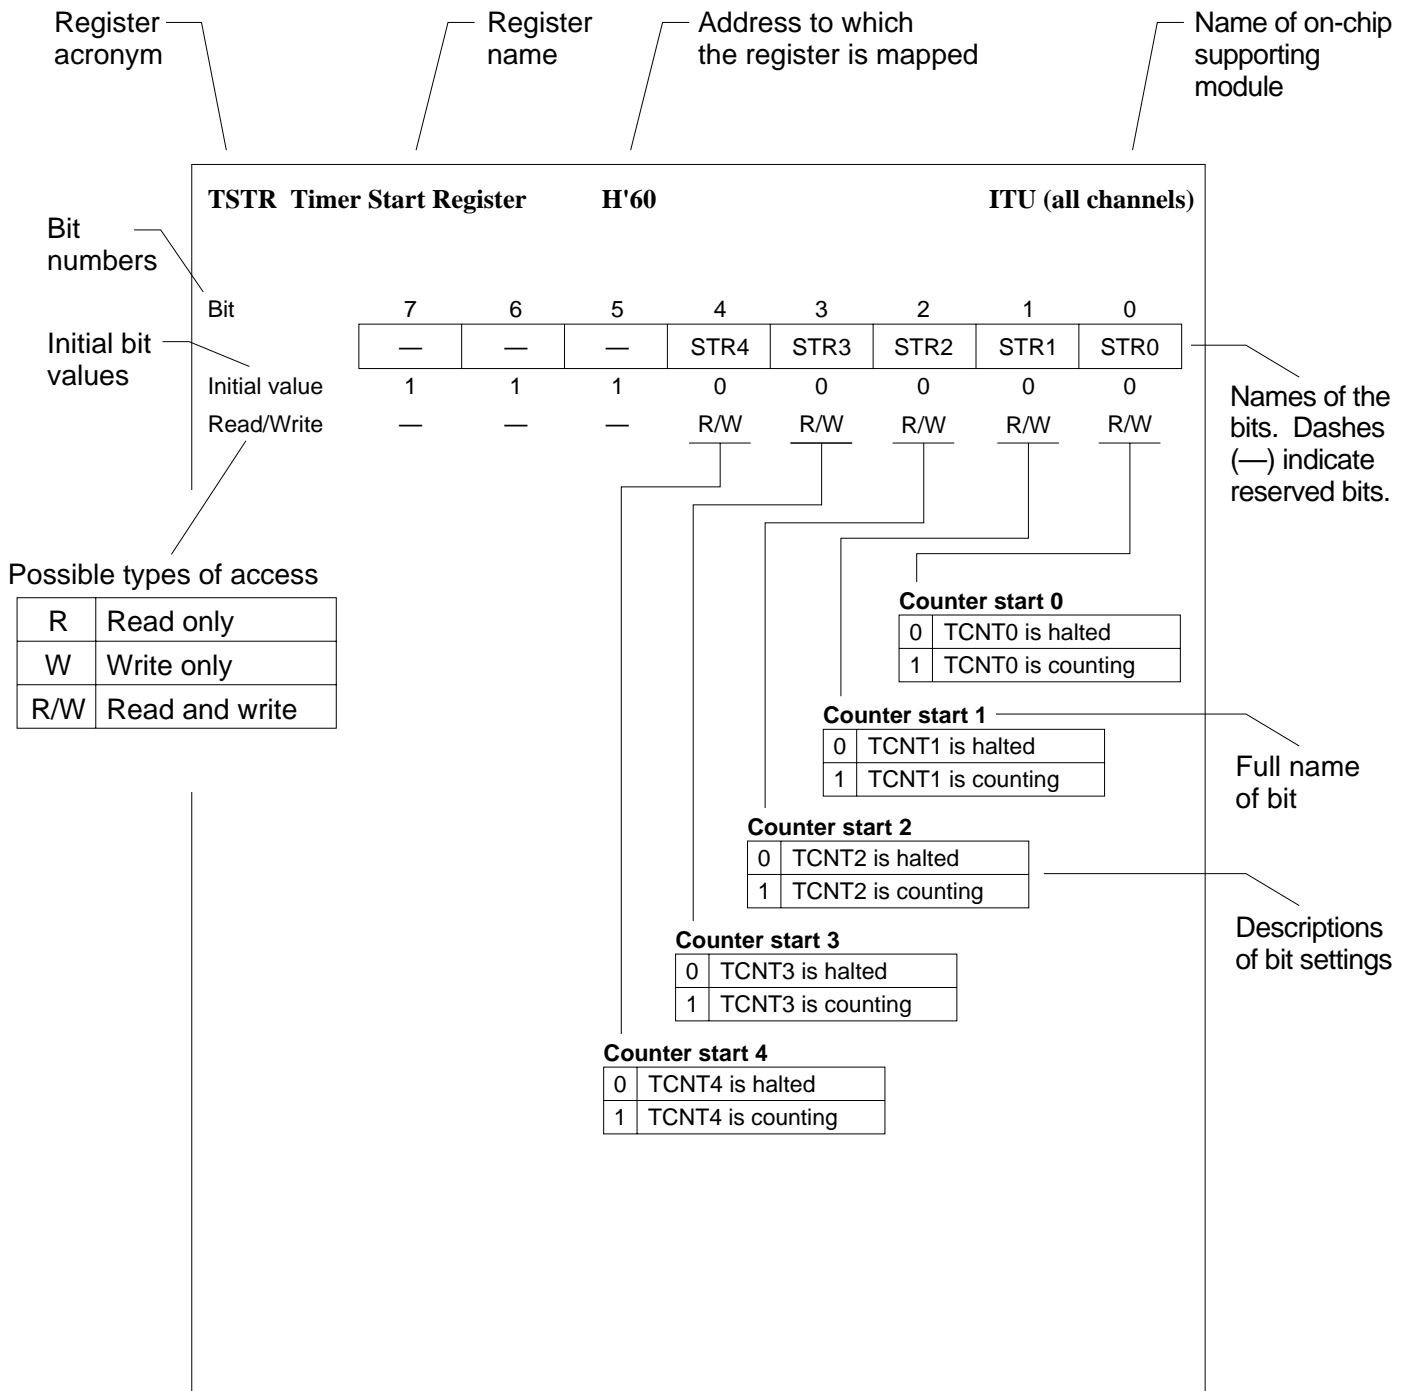 Register
acronym
Register
name
Address to which
the register is mapped
Name of on-chip
supporting
module
TSTR Timer Start Register H'60 ITU (all channels)
Bit
numbers
Bit 7 6 5 4 3 2 1 0
Initial bit
values
— — — STR4 STR3 STR2 STR1 STR0
Initial value 1 1 1 0 0 0 0 0
Read/Write — — — R/W R/W R/W R/W R/W
Names of the
bits. Dashes
(—) indicate
reserved bits.
Possible types of access
R Read only
W Write only
R/W Read and write
Counter start 0
0 TCNT0 is halted
1 TCNT0 is counting
Counter start 1
0 TCNT1 is halted
1 TCNT1 is counting
Full name
of bit
Counter start 2
0 TCNT2 is halted
1 TCNT2 is counting
Descriptions
of bit settings
Counter start 3
0 TCNT3 is halted
1 TCNT3 is counting
Counter start 4
0 TCNT4 is halted
1 TCNT4 is counting